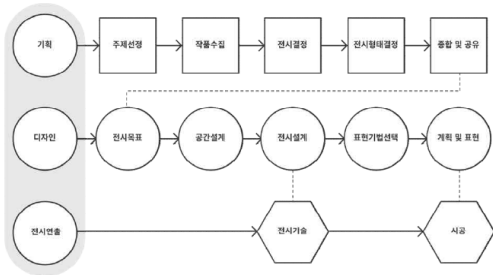 기획
주제선정
작품수집
전시결정
전시형태결정
종합 및 공유
디자인
전사목표
공간설계
전시설계
표현기법선택
계획 및 표현
전시연출
전시기술
시공